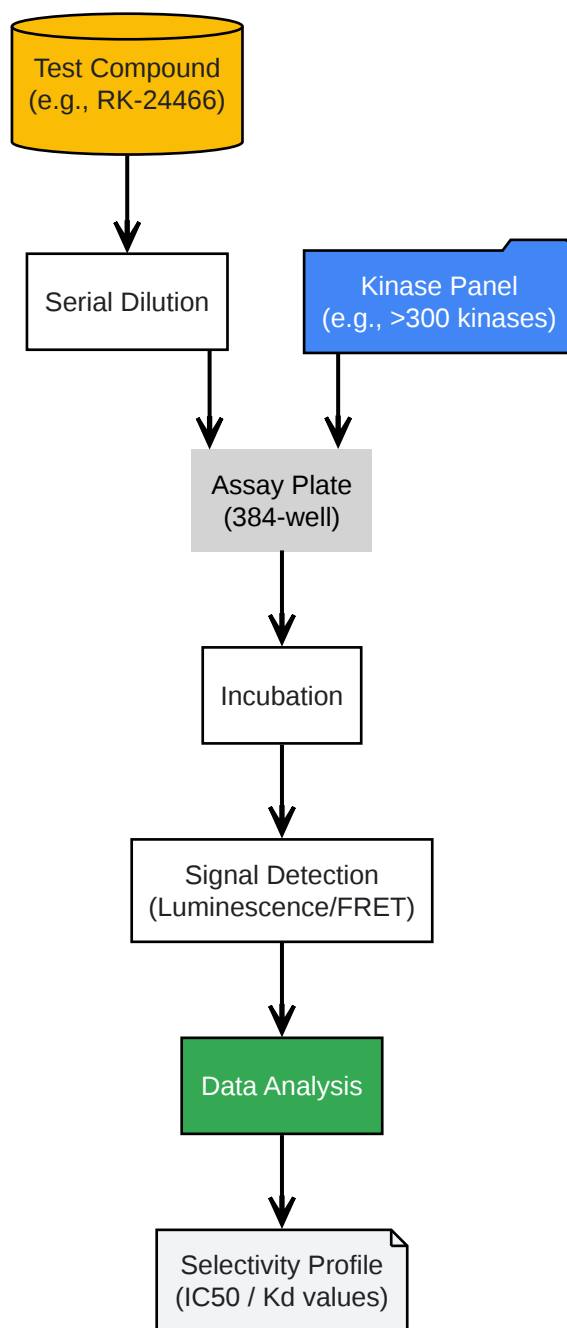 Test Compound
(e.g., RK-24466)
Serial Dilution
Kinase Panel
(e.g., >300 kinases)
Assay Plate
(384-well)
Incubation
Signal Detection
(Luminescence/FRET)
Data Analysis
Selectivity Profile
(IC50 / Kd values)